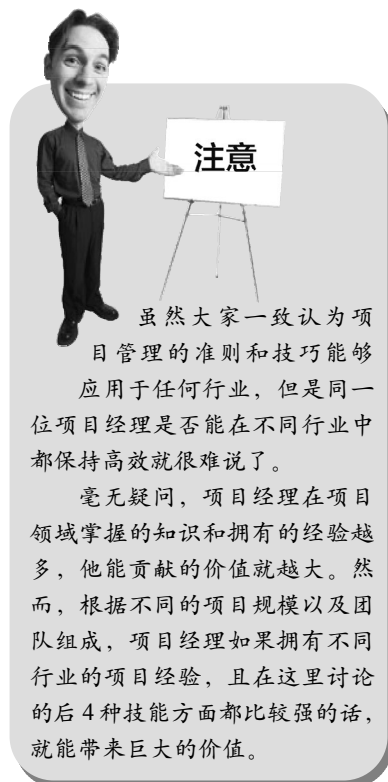 注意
虽然大家一致认为项
目管理的准则和技巧能够
应用于任何行业，但是同一
位项目经理是否能在不同行业中
都保持高效就很难说了。
毫无疑问，项目经理在项目
领域掌握的知识和拥有的经验越
多，他能贡献的价值就越大。然
而，根据不同的项目规模以及团
队组成，项目经理如果拥有不同
行业的项目经验，且在这里讨论
的后4种技能方面都比较强的话，
就能带来巨大的价值。